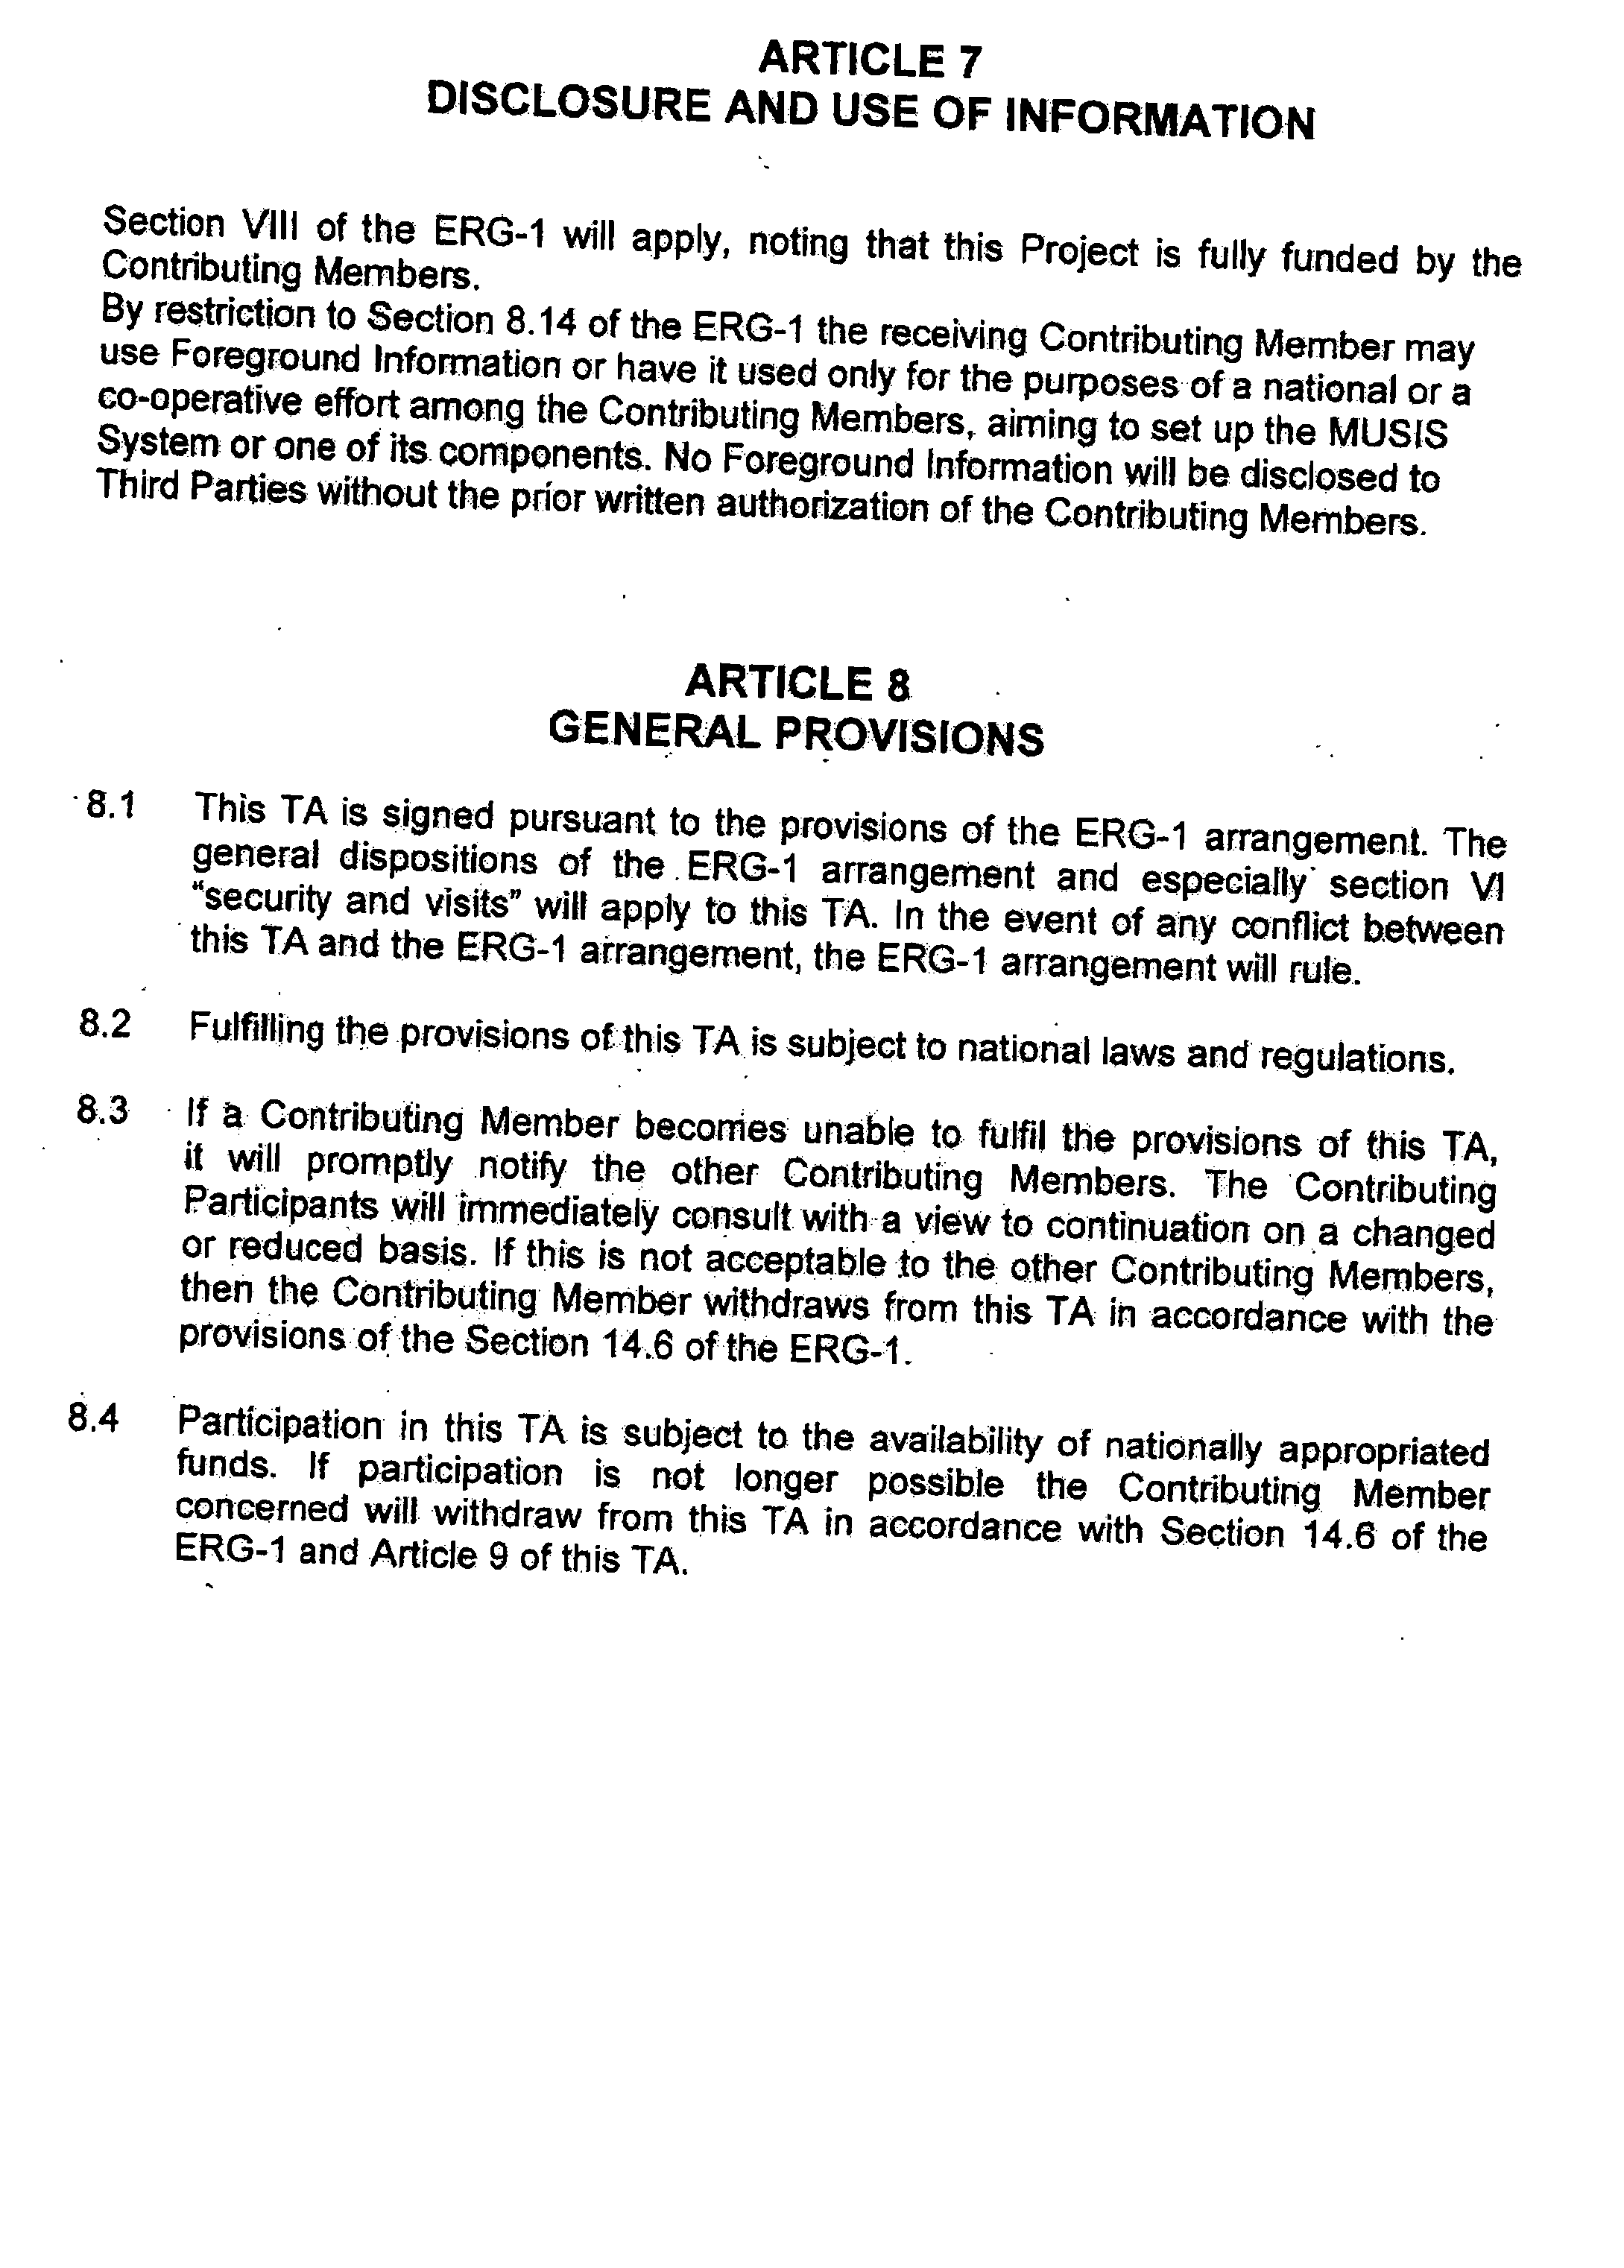 ARTICLE 7
DISCLOSURE AND USE OF INFORMATION
Section VIII of the ERG-1 will apply, noting that this Project is fully funded by the
Contributing Members.
By restriction to Section 8.14 of the ERG-1 the receiving Contributing Member may
use Foreground Information or have it used only for the purposes of a national or a
co-operative effort among the Contributing Members, aiming to set up the MUSIS
System or one of its components. No Foreground Information will be disclosed to
Third Parties without the prior written authorization of the Contributing Members.
ARTICLE 8
GENERAL PROVISIONS
8.1 This TA is signed pursuant to the provisions of the ERG-1 arrangement. The
general dispositions of the ERG-1 arrangement and especially section VI
“security and visits” will apply to this TA. In the event of any conflict between
this TA and the ERG-1 arrangement, the ERG-1 arrangement will rule.
8.2 Fulfilling the provisions of this TA is subject to national laws and regulations.
8.3 If a Contributing Member becomes unable to fulfil the provisions of this TA,
it will promptly notify the other Contributing Members. The Contributing
Participants will immediately consult with a view to continuation on a changed
or reduced basis. If this is not acceptable to the other Contributing Members,
then the Contributing Member withdraws from this TA in accordance with the
provisions of the Section 14.6 of the ERG-1.
8.4 Participation in this TA is subject to the availability of nationally appropriated
funds. If participation is not longer possible the Contributing Member
concerned will withdraw from this TA in accordance with Section 14.6 of the
ERG-1 and Article 9 of this TA.